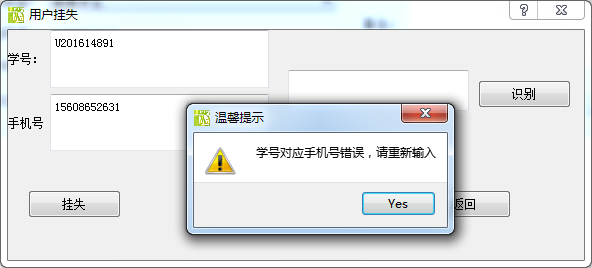 用户挂失
学号：
U201614891
识别
手机号
15608652631
温馨提示
学号对应手机号错误，请重新输入
Yes
挂失
返回